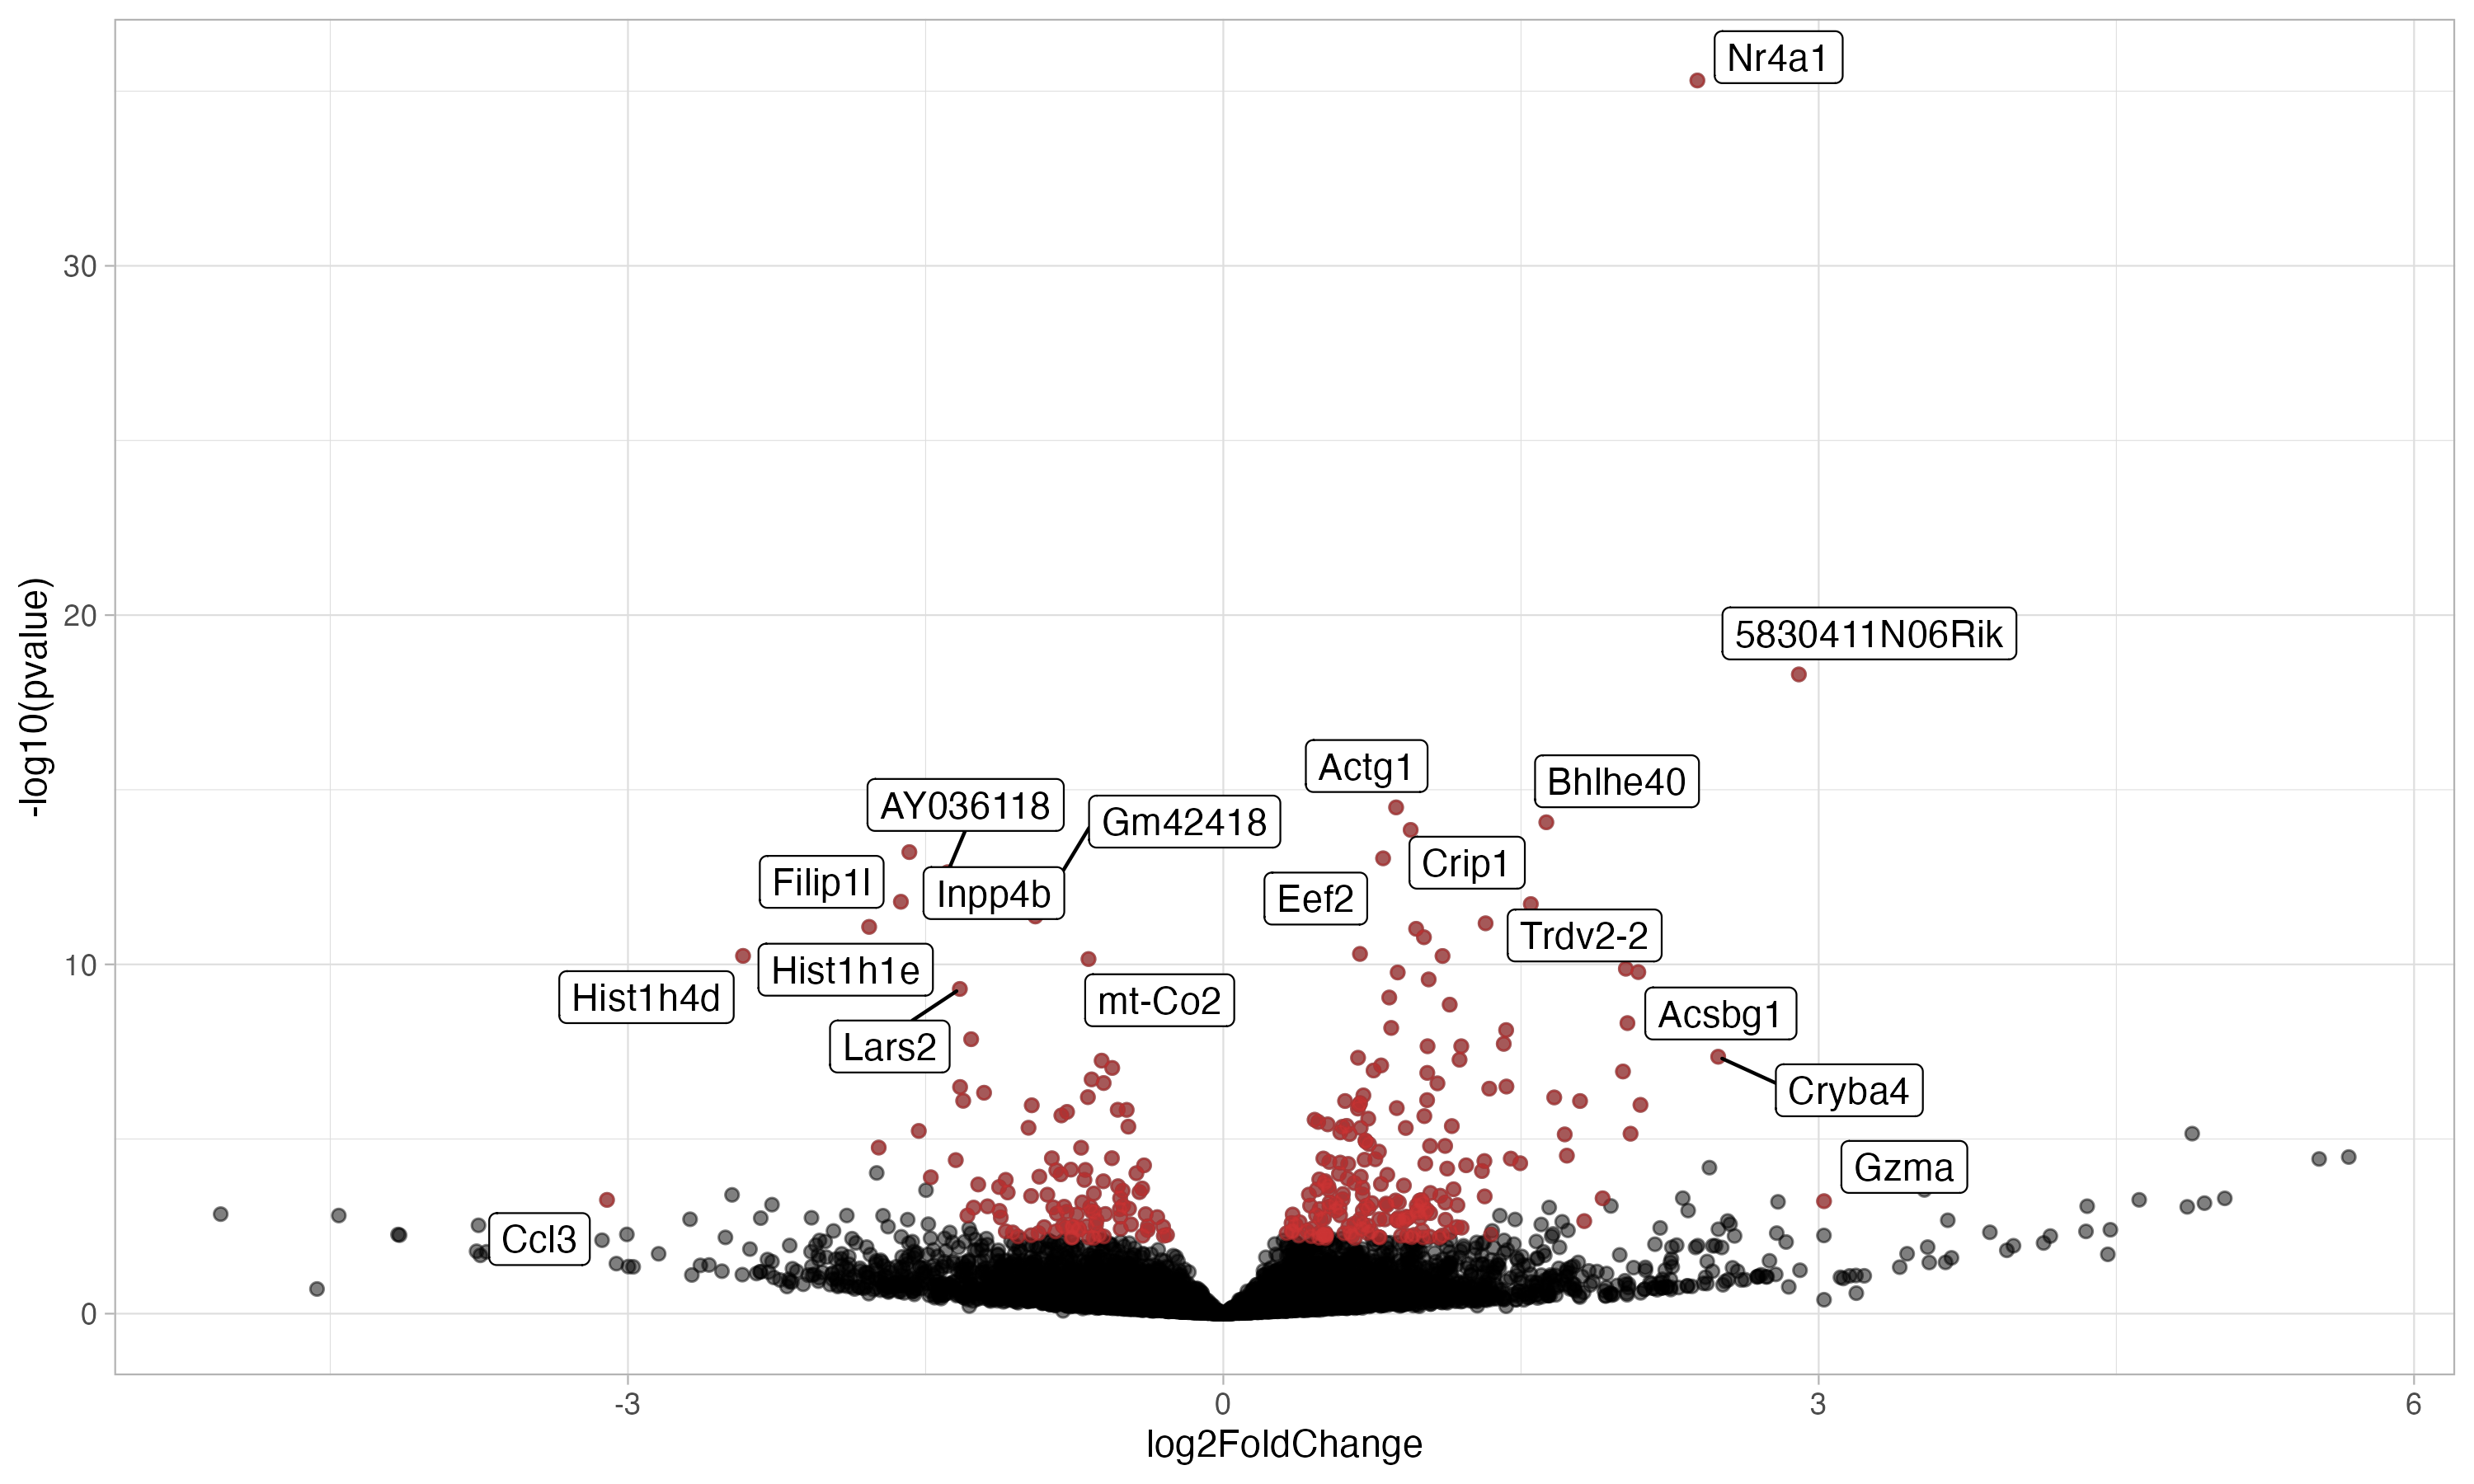 Nr4a1
30
20
5830411N06Rik
Actg1
Bhlhe40
AY036118
Gm42418
Crip1
Filip1l
Inpp4b
Eef2
Trdv2-2
10
Hist1h1e
Hist1h4d
mt-Co2
Acsbg1
Lars2
Cryba4
Gzma
Ccl3
0
-3
0
3
6
log2FoldChange
-log10(pvalue)